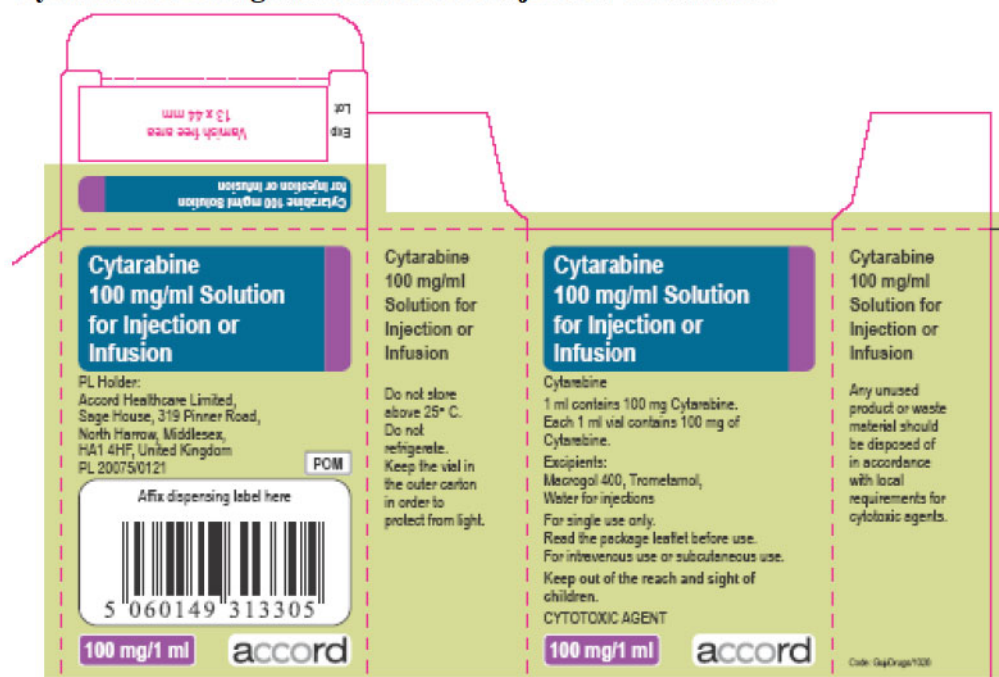 Lot
Exp
Varnish free area
13 x 44 mm
Cytarabine 100 mg/ml Solution
for Injection or Infusion
Cytarabine
100 mg/ml Solution
for Injection or
Infusion
PL Holder:
Accord Healthcare Limited,
Sage House, 319 Pinner Road,
North Harrow, Middlesex,
HA1 4HF, United Kingdom
PL 20075/0121
POM
Affix dispensing label here
5 060149 313305
100 mg/1 ml
accord
Cytarabine
100 mg/ml
Solution for
Injection or
Infusion
Do not store
above 25° C.
Do not
refrigerate.
Keep the vial in
the outer carton
in order to
protect from light.
Cytarabine
100 mg/ml Solution
for Injection or
Infusion
Cytarabine
1 ml contains 100 mg Cytarabine.
Each 1 ml vial contains 100 mg of
Cytarabine.
Excipients:
Macrogol 400, Trometamol,
Water for injections
For single use only.
Read the package leaflet before use.
For intravenous use or subcutaneous use.
Keep out of the reach and sight of
children.
CYTOTOXIC AGENT
100 mg/1 ml
accord
Cytarabine
100 mg/ml
Solution for
Injection or
Infusion
Any unused
product or waste
material should
be disposed of
in accordance
with local
requirements for
cytotoxic agents.
Code: